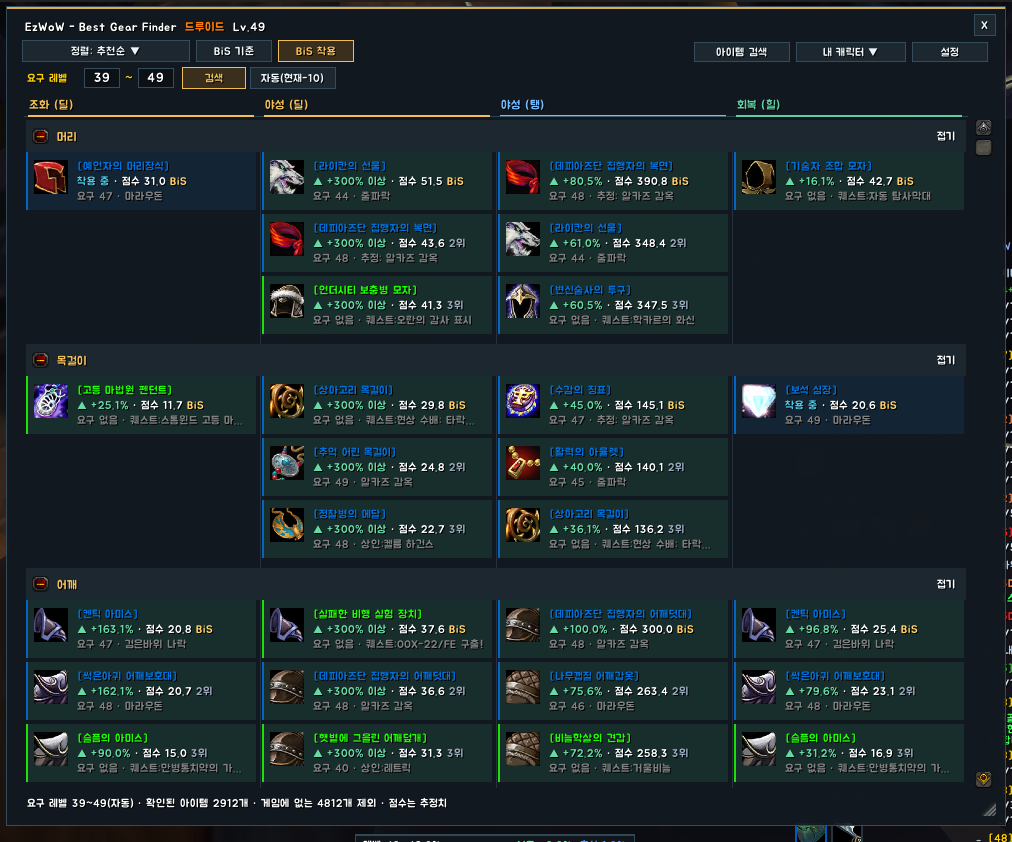 EzWoW - Best Gear Finder 드루이드 Lv.49
X
정렬: 추천순 ▼
BiS 기준
BiS 착용
아이템 검색
내 캐릭터 ▼
설정
요구 레벨 39 ~ 49 검색 자동(현재-10)
조화 (딜)
야성 (딜)
야성 (탱)
회복 (힐)
머리
접기
[예언자의 머리장식]
착용 중 · 점수 31.0 BiS
요구 47 · 마라우돈
[라이칸의 선물]
▲ +300% 이상 · 점수 51.5 BiS
요구 44 · 줄파락
[데피아즈단 집행자의 복면]
▲ +80.5% · 점수 390.8 BiS
요구 48 · 추정: 알카즈 감옥
[기술자 조합 모자]
▲ +16.1% · 점수 42.7 BiS
요구 없음 · 퀘스트:자동 탐사막대
[데피아즈단 집행자의 복면]
▲ +300% 이상 · 점수 43.6 2위
요구 48 · 추정: 알카즈 감옥
[라이칸의 선물]
▲ +61.0% · 점수 348.4 2위
요구 44 · 줄파락
[언더시티 보충병 모자]
▲ +300% 이상 · 점수 41.3 3위
요구 없음 · 퀘스트:오란의 감사 표시
[변신술사의 투구]
▲ +60.5% · 점수 347.5 3위
요구 없음 · 퀘스트:학카르의 화신
목걸이
접기
[고등 마법원 펜던트]
▲ +25.1% · 점수 11.7 BiS
요구 없음 · 퀘스트:스톰윈드 고등 마...
[상아고리 목걸이]
▲ +300% 이상 · 점수 29.8 BiS
요구 없음 · 퀘스트:현상 수배: 타락...
[수감의 징표]
▲ +45.0% · 점수 145.1 BiS
요구 47 · 추정: 알카즈 감옥
[보석 심장]
착용 중 · 점수 20.6 BiS
요구 49 · 마라우돈
[추억 어린 목걸이]
▲ +300% 이상 · 점수 24.8 2위
요구 49 · 알카즈 감옥
[활력의 아뮬렛]
▲ +40.0% · 점수 140.1 2위
요구 45 · 줄파락
[정찰병의 메달]
▲ +300% 이상 · 점수 22.7 3위
요구 48 · 상인:켈름 하긴스
[상아고리 목걸이]
▲ +36.1% · 점수 136.2 3위
요구 없음 · 퀘스트:현상 수배: 타락...
어깨
접기
[켄틱 아미스]
▲ +163.1% · 점수 20.8 BiS
요구 47 · 검은바위 나락
[실패한 비행 실험 장치]
▲ +300% 이상 · 점수 37.6 BiS
요구 없음 · 퀘스트:OOX-22/FE 구출!
[데피아즈단 집행자의 어깨덧대]
▲ +100.0% · 점수 300.0 BiS
요구 48 · 알카즈 감옥
[켄틱 아미스]
▲ +96.8% · 점수 25.4 BiS
요구 47 · 검은바위 나락
[썩은아귀 어깨보호대]
▲ +162.1% · 점수 20.7 2위
요구 48 · 마라우돈
[데피아즈단 집행자의 어깨덧대]
▲ +300% 이상 · 점수 36.6 2위
요구 48 · 알카즈 감옥
[나무껍질 어깨갑옷]
▲ +75.6% · 점수 263.4 2위
요구 46 · 마라우돈
[썩은아귀 어깨보호대]
▲ +79.6% · 점수 23.1 2위
요구 48 · 마라우돈
[슬픔의 아미스]
▲ +90.0% · 점수 15.0 3위
요구 없음 · 퀘스트:만병통치약의 가...
[햇볕에 그을린 어깨덮개]
▲ +300% 이상 · 점수 31.3 3위
요구 40 · 상인:레트릭
[비늘학살의 견갑]
▲ +72.2% · 점수 258.3 3위
요구 없음 · 퀘스트:거울비늘
[슬픔의 아미스]
▲ +31.2% · 점수 16.9 3위
요구 없음 · 퀘스트:만병통치약의 가...
요구 레벨 39~49(자동) · 확인된 아이템 2912개 · 게임에 없는 4812개 제외 · 점수는 추정치
[48]